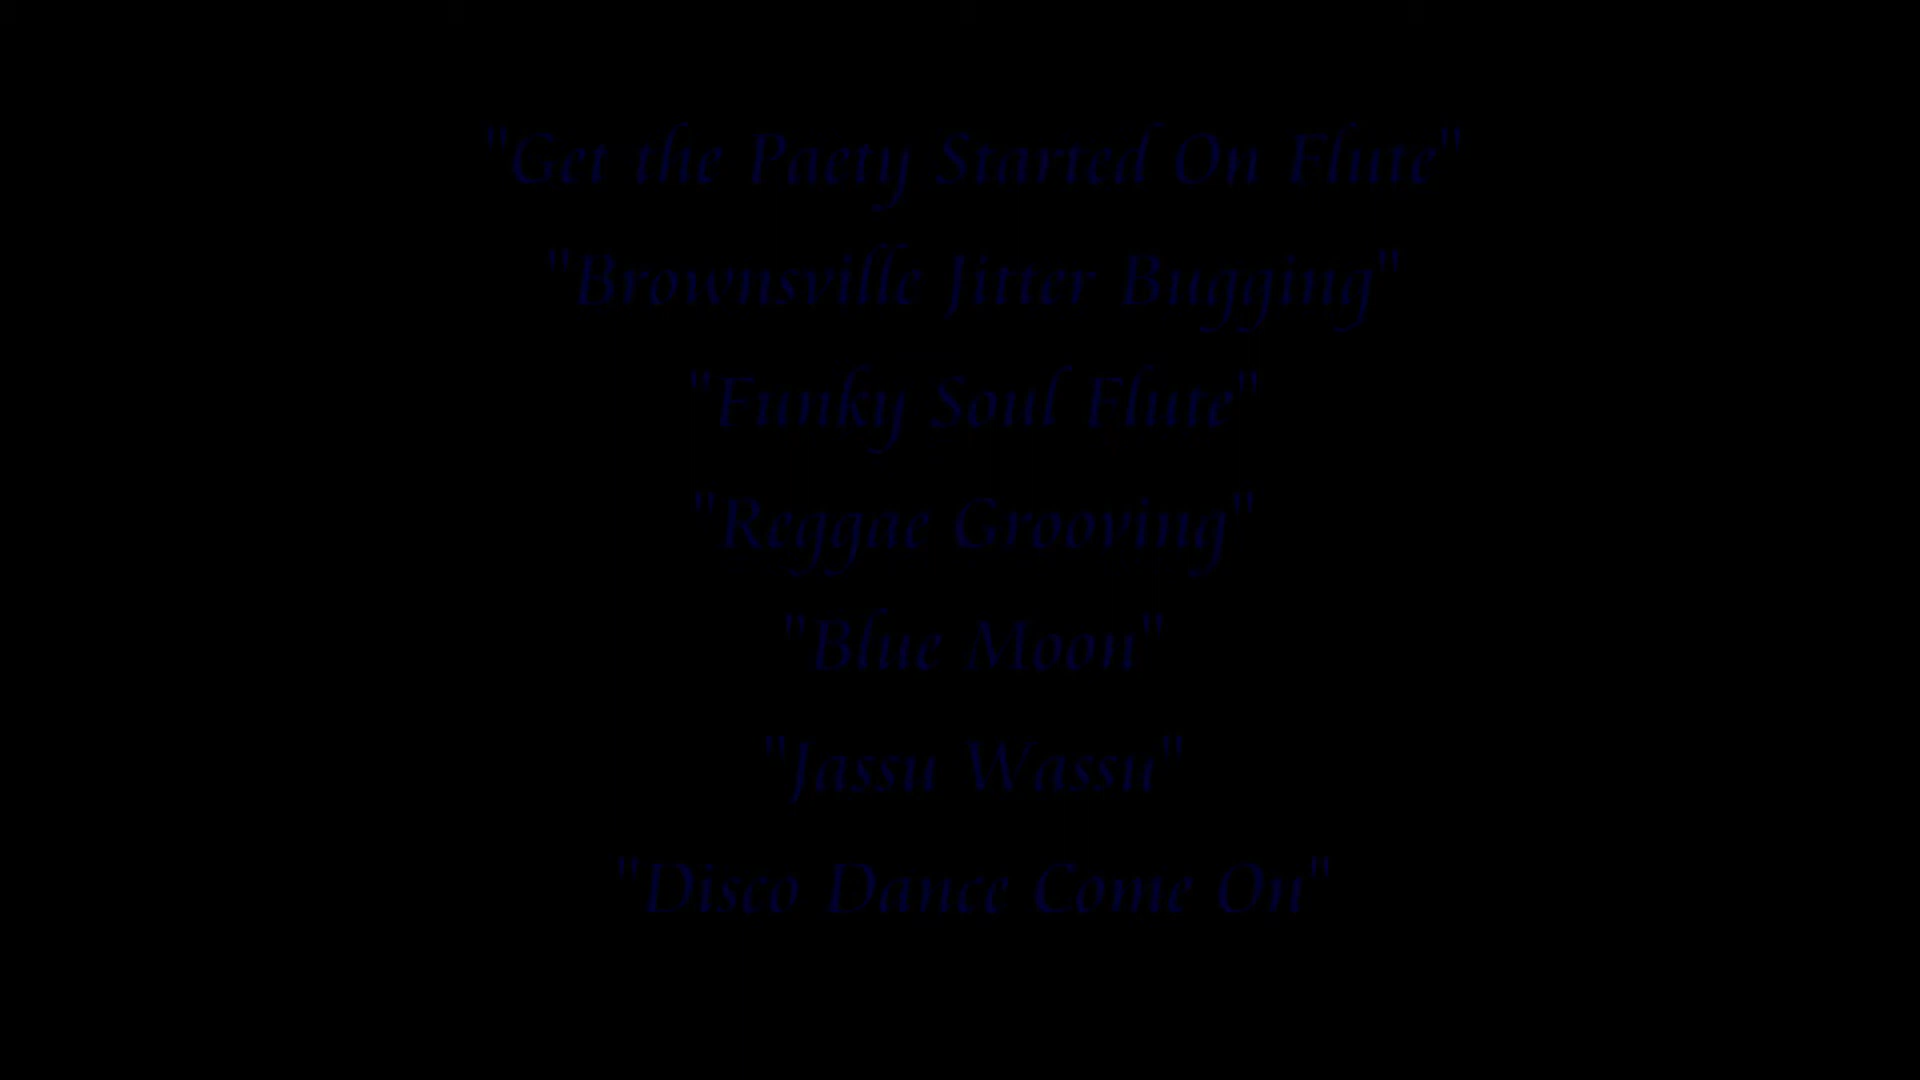 "Get the Paety Started On Flute"
"Brownsville Jitter Bugging"
"Funky Soul Flute"
"Reggae Grooving"
"Blue Moon"
"Jassu Wassu"
"Disco Dance Come On"